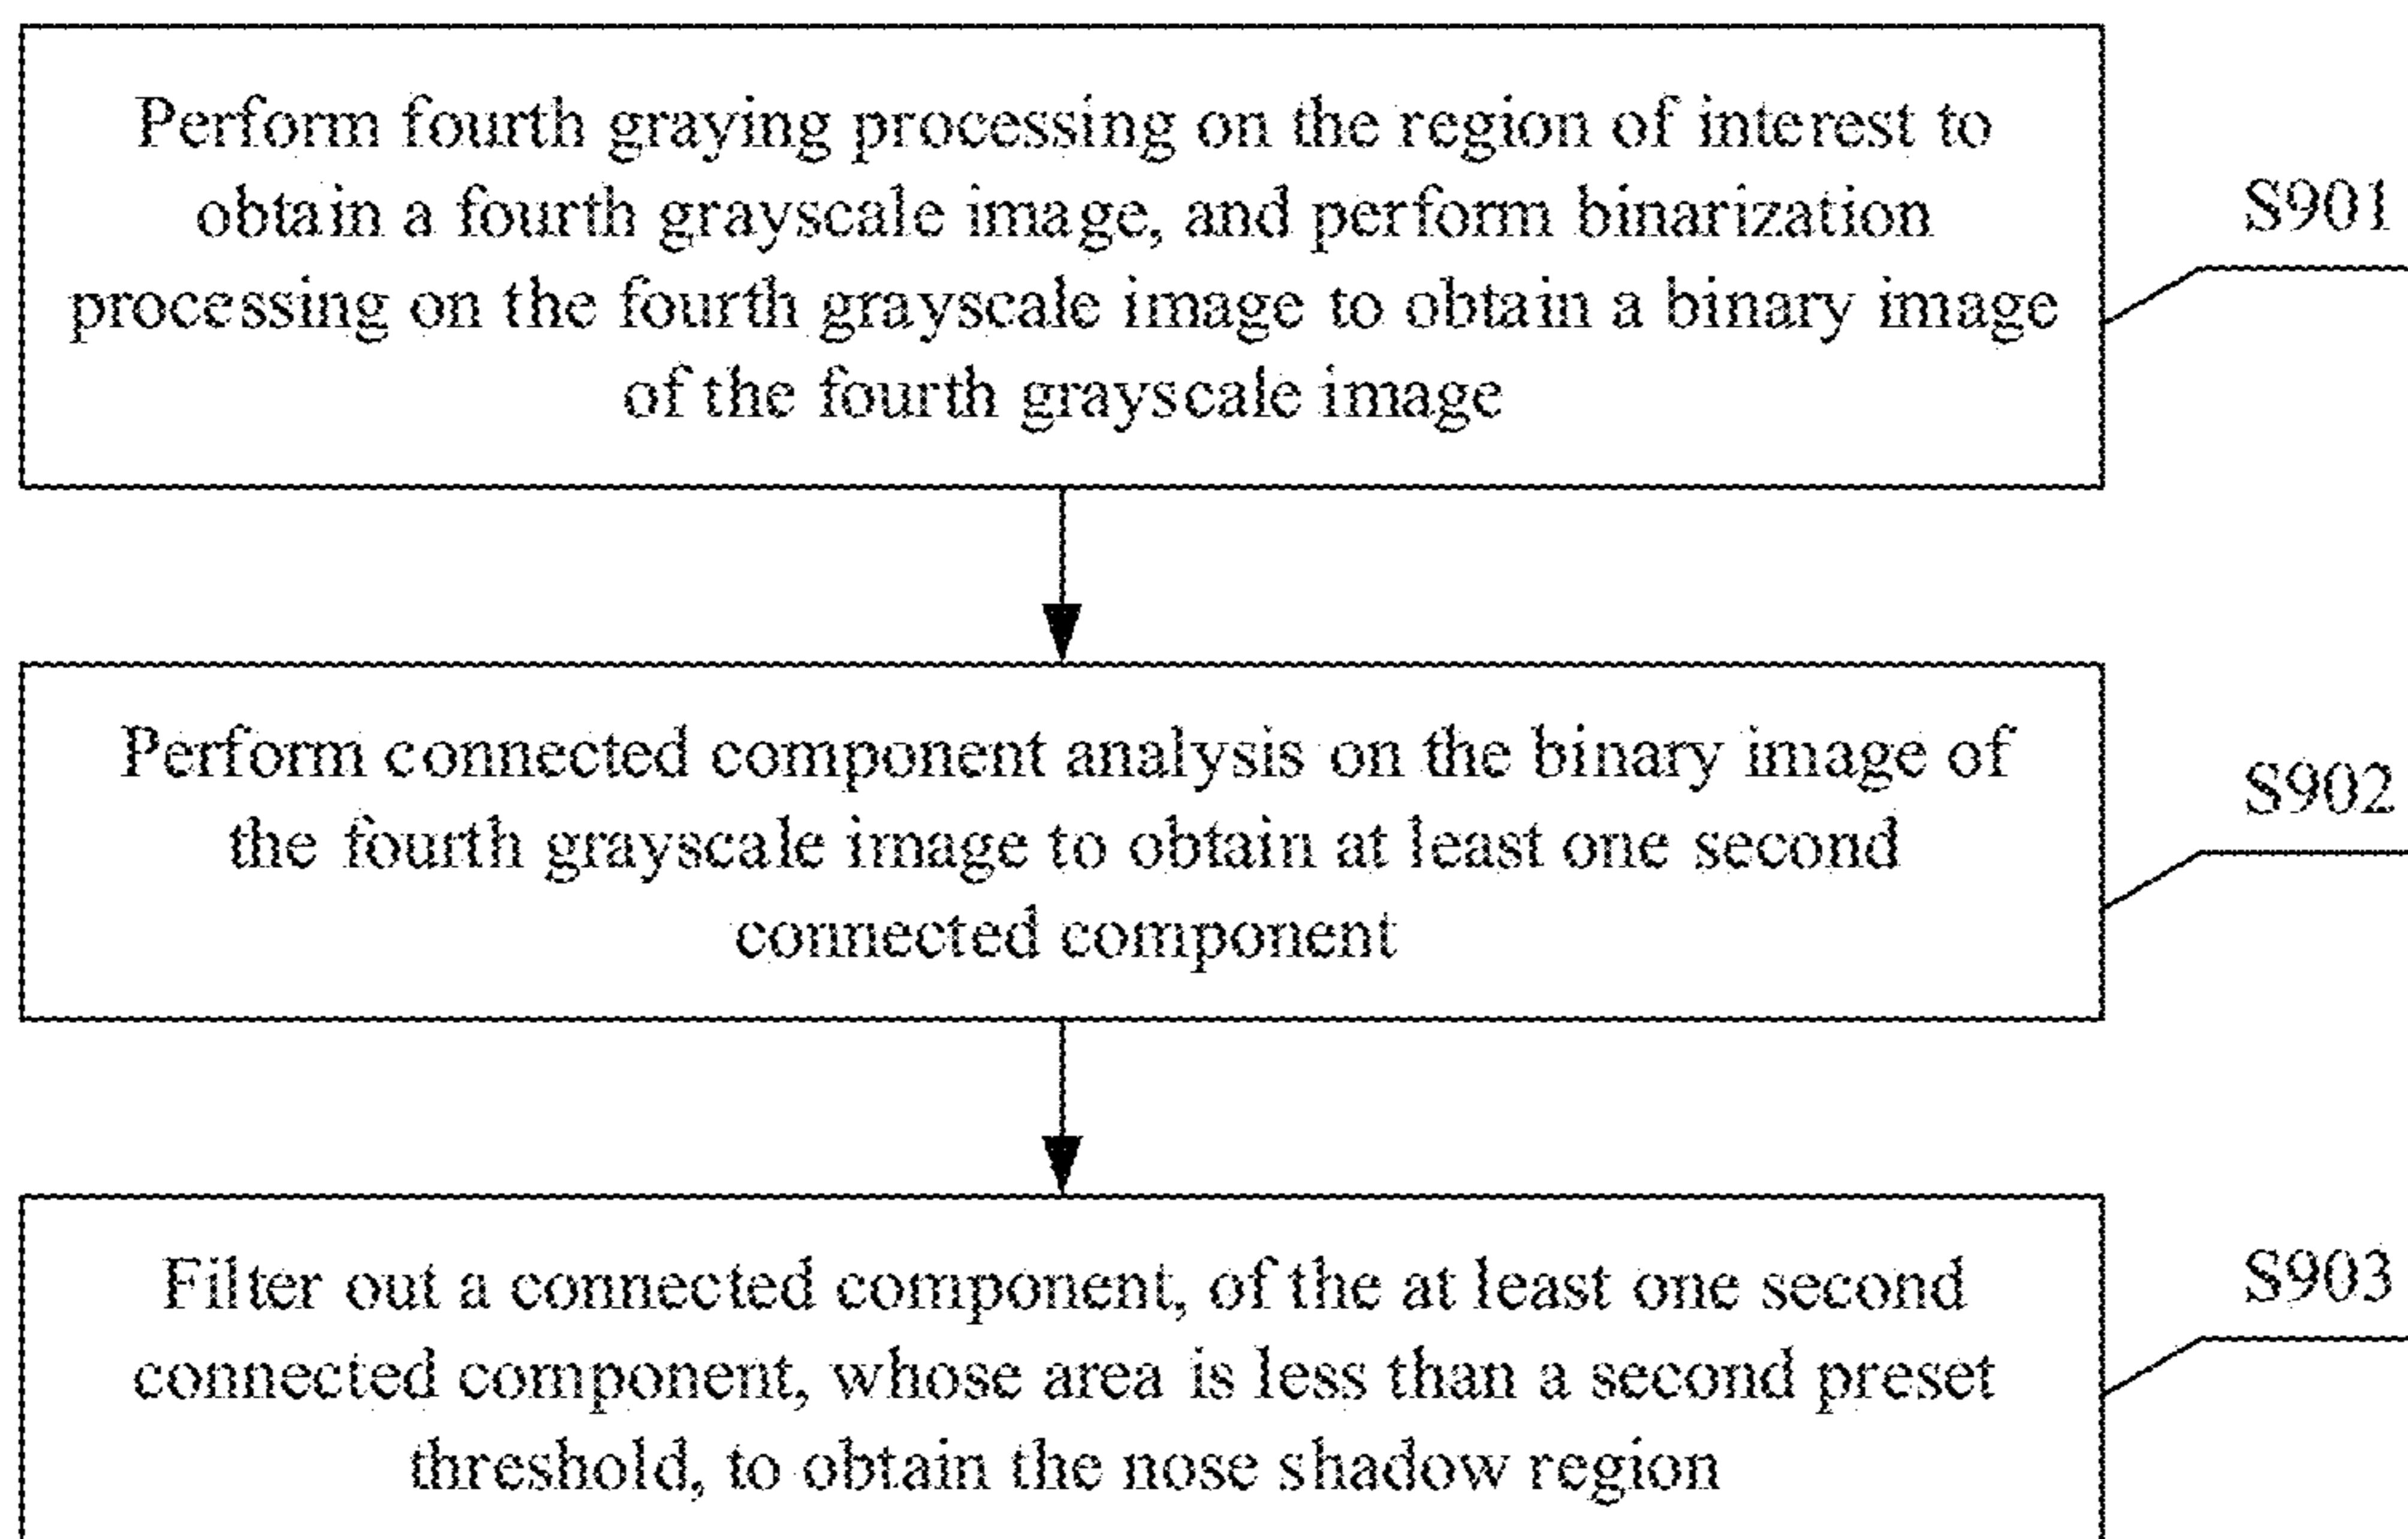 Perform fourth graying processing on the region of interest to
obtain a fourth grayscale image, and perform binarization
processing on the fourth grayscale image to obtain a binary image
of the fourth grayscale image
S901
Perform connected component analysis on the binary image of
the fourth grayscale image to obtain at least one second
connected component
S902
Filter out a connected component, of the at least one second
connected component, whose area is less than a second preset
threshold, to obtain the nose shadow region
S903